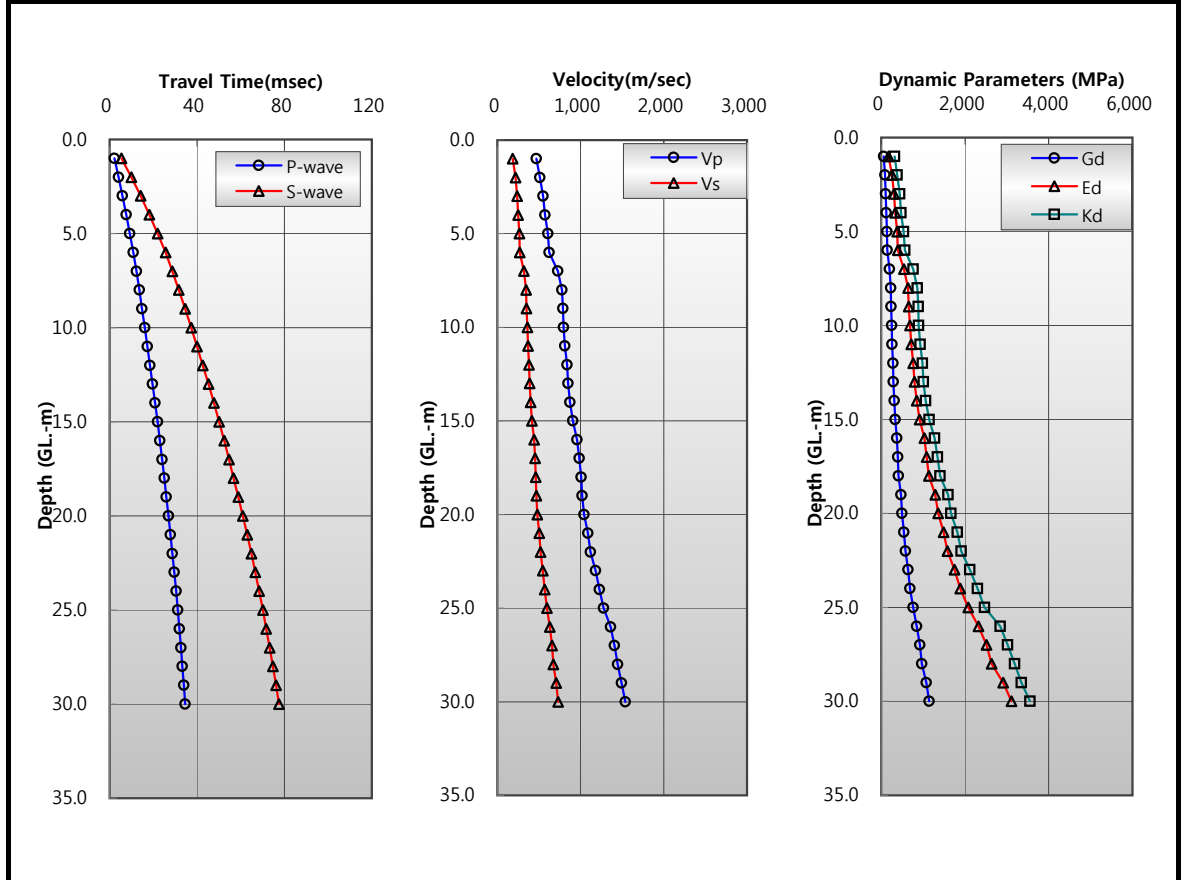 Travel Time(msec)
0 40 80 120
0.0
5.0
10.0
15.0
20.0
25.0
30.0
35.0
Depth (GL.-m)
P-wave
S-wave
Velocity(m/sec)
0 1,000 2,000 3,000
0.0
5.0
10.0
15.0
20.0
25.0
30.0
35.0
Depth (GL.-m)
Vp
Vs
Dynamic Parameters (MPa)
0 2,000 4,000 6,000
0.0
5.0
10.0
15.0
20.0
25.0
30.0
35.0
Depth (GL.-m)
Gd
Ed
Kd